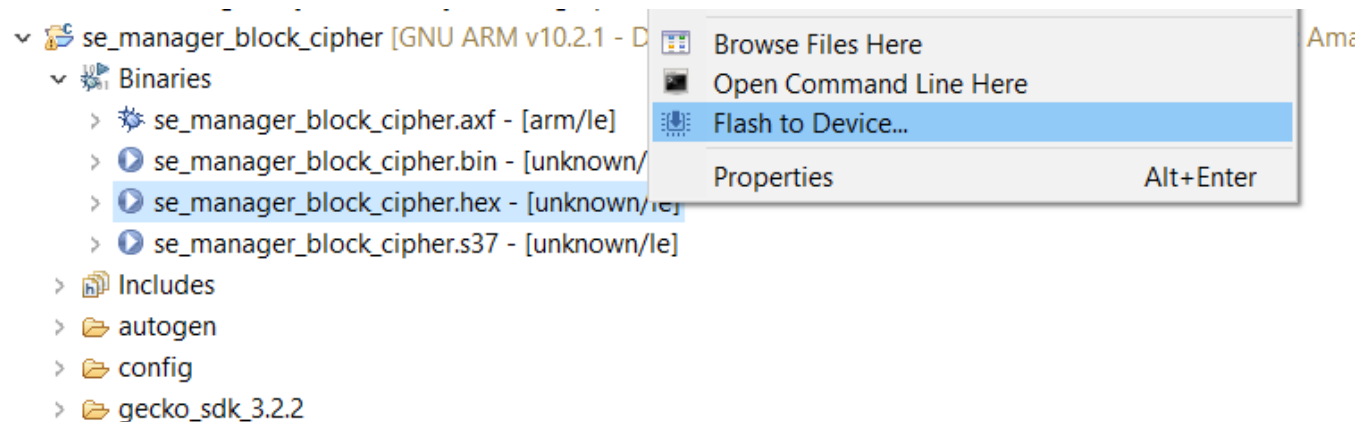 se_manager_block_cipher [GNU ARM v10.2.1 - D
Binaries
se_manager_block_cipher.axf - [arm/le]
se_manager_block_cipher.bin - [unknown/
se_manager_block_cipher.hex - [unknown/le]
se_manager_block_cipher.s37 - [unknown/le]
Includes
autogen
config
gecko_sdk_3.2.2
Browse Files Here
Open Command Line Here
Flash to Device...
Properties Alt+Enter
Ama